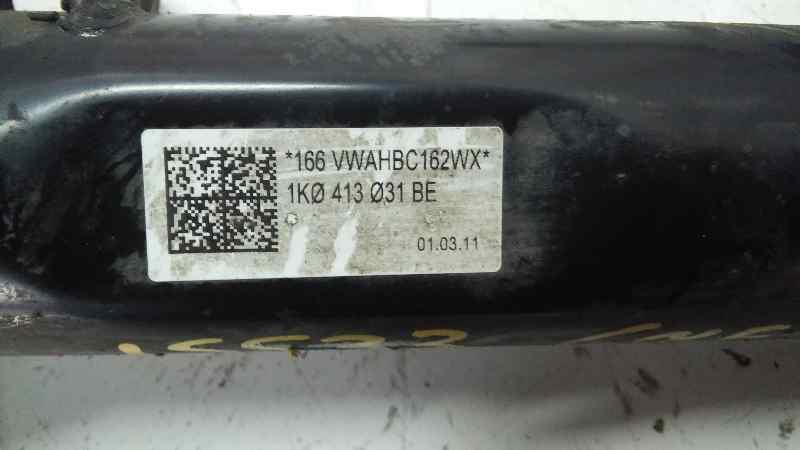 *166 VWAHBC162WX*
1KØ 413 Ø31 BE
01.03.11